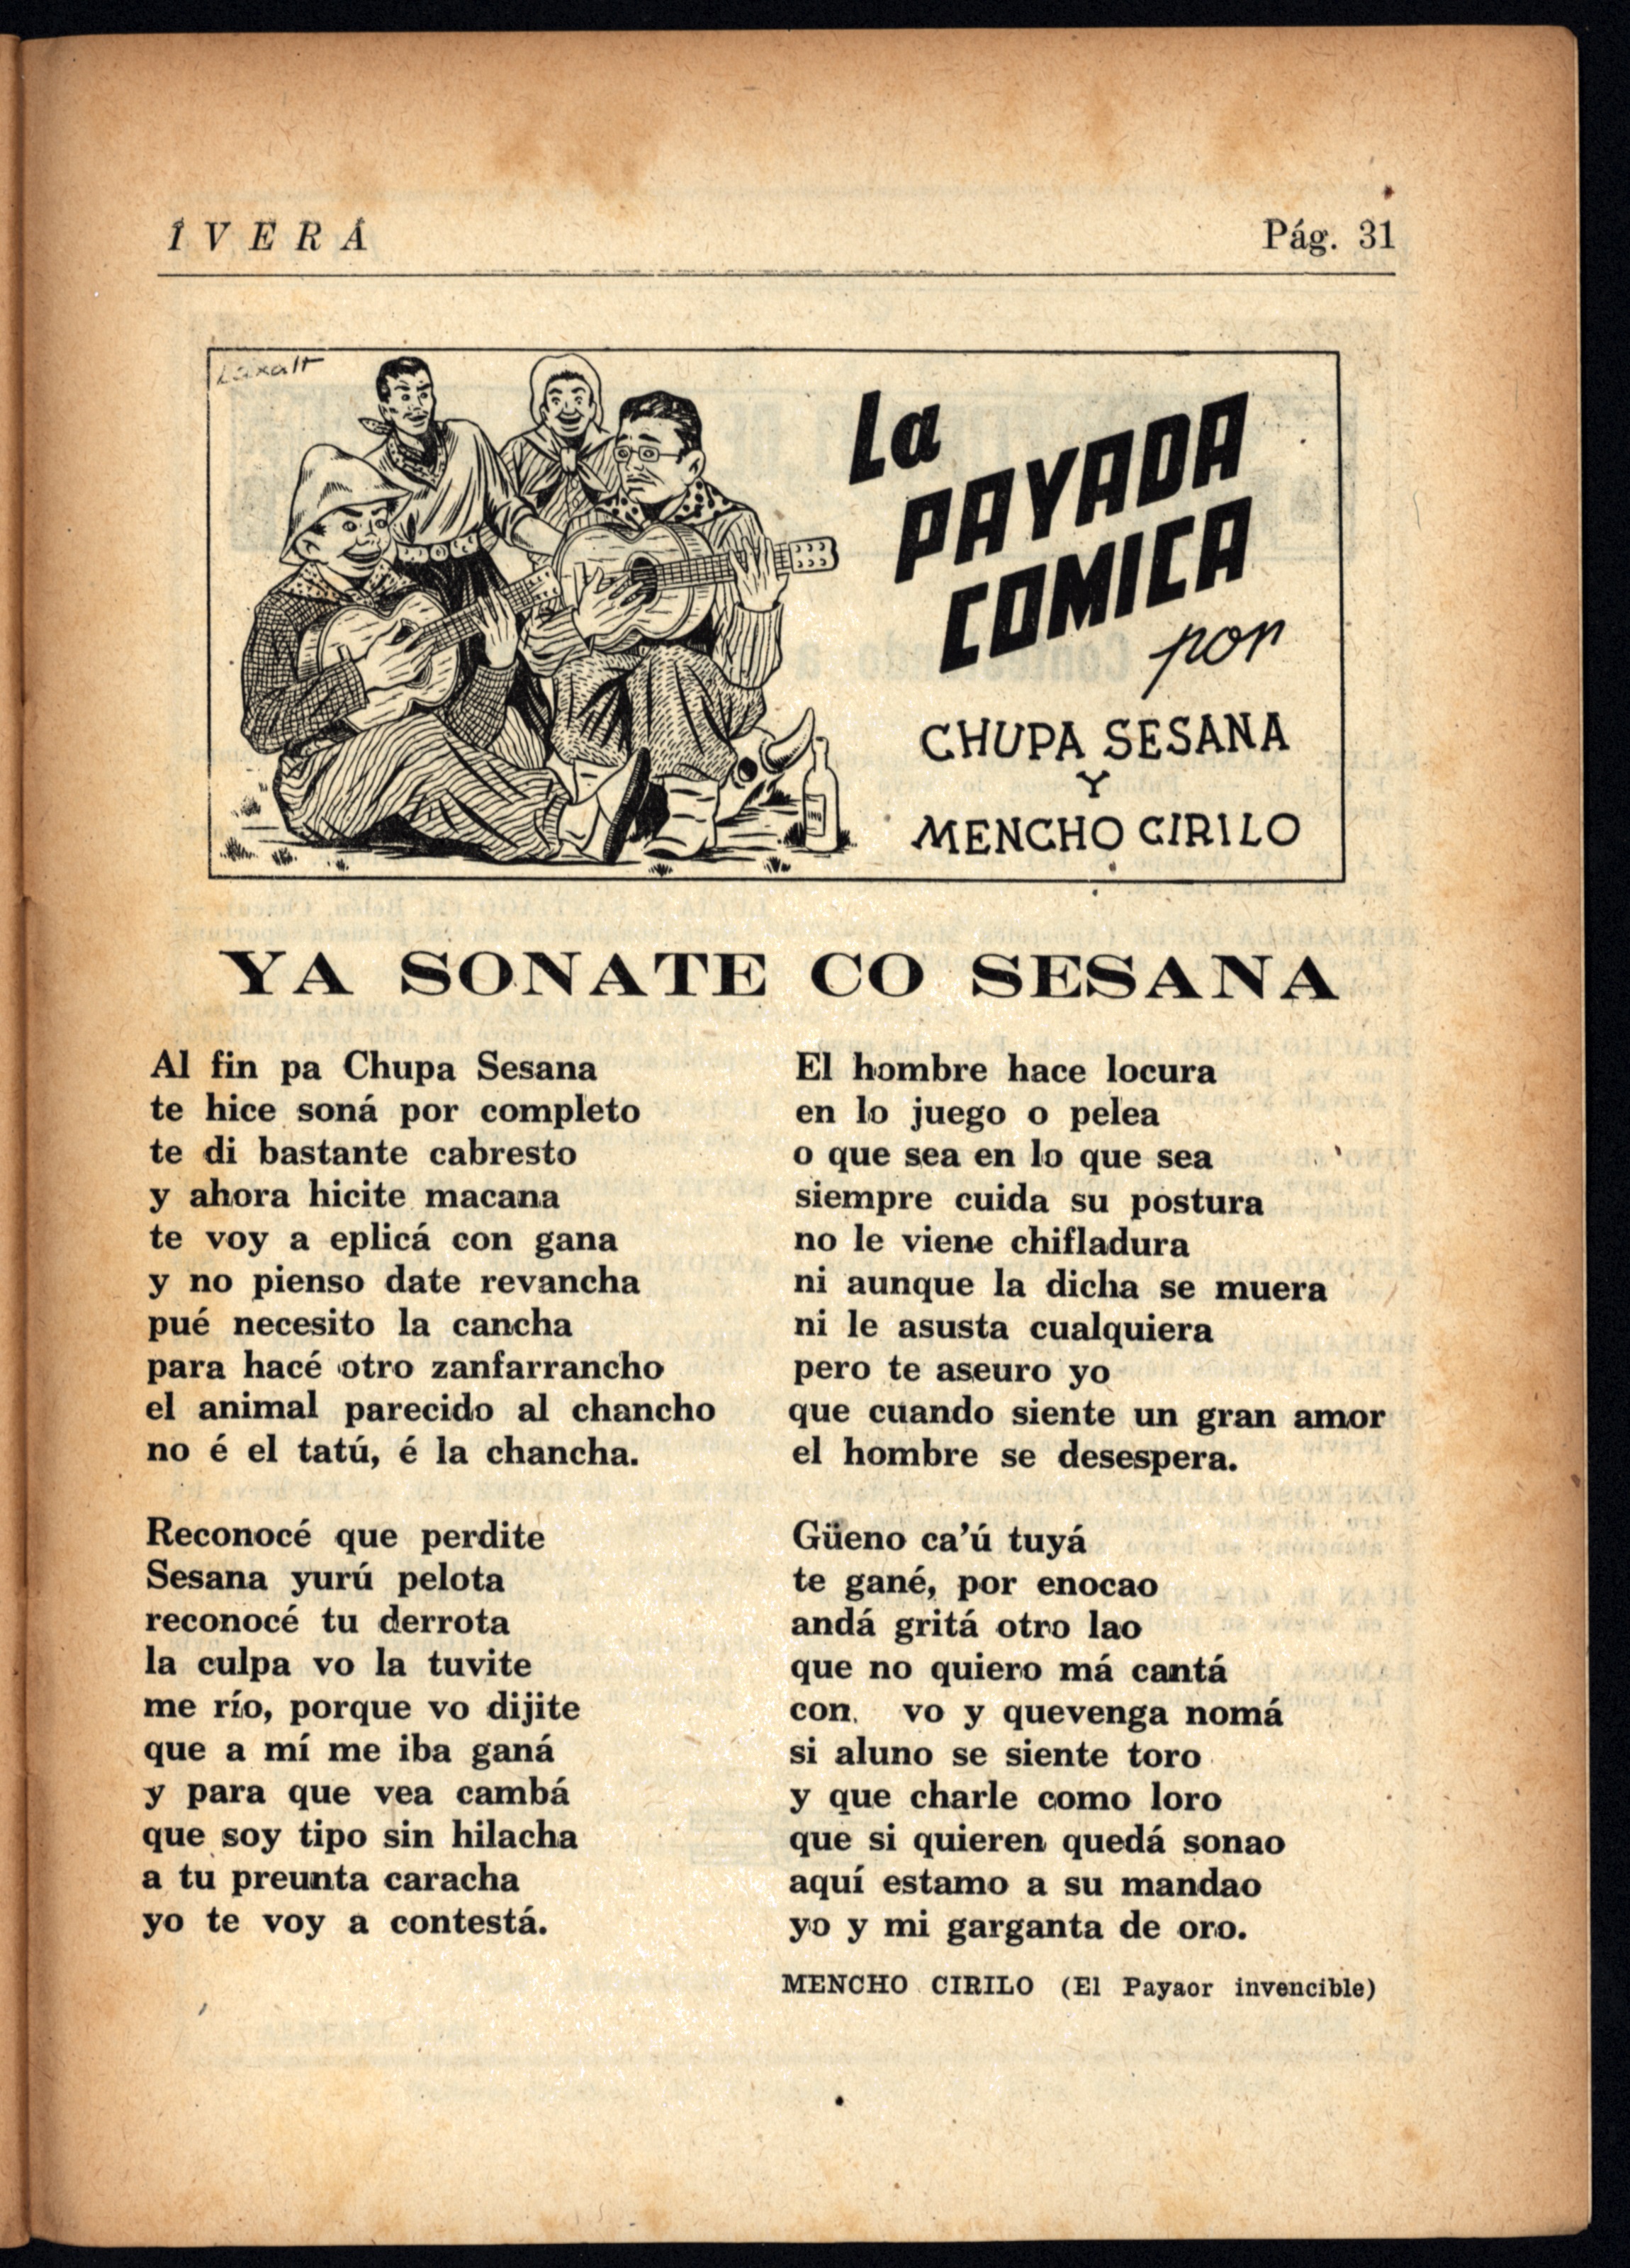 IVERÁ
Pág. 31
Laxalt
La
PAYADA
COMICA
por
CHUPA SESANA
Y
MENCHO CIRILO
YA SONATE CO SESANA
Al fin pa Chupa Sesana
te hice soná por completo
te di bastante cabresto
y ahora hicite macana
te voy a eplicá con gana
y no pienso date revancha
pué necesito la cancha
para hacé otro zanfarrancho
el animal parecido al chancho
no é el tatú, é la chancha.
Reconocé que perdite
Sesana yurú pelota
reconocé tu derrota
la culpa vo la tuvite
me río, porque vo dijite
que a mí me iba ganá
y para que vea cambá
que soy tipo sin hilacha
a tu preunta caracha
yo te voy a contestá.
El hombre hace locura
en lo juego o pelea
o que sea en lo que sea
siempre cuida su postura
no le viene chifladura
ni aunque la dicha se muera
ni le asusta cualquiera
pero te aseuro yo
que cuando siente un gran amor
el hombre se desespera.
Güeno ca'ú tuyá
te gané, por enocao
andá gritá otro lao
que no quiero má cantá
con. vo y quevenga nomá
si aluno se siente toro
y que charle como loro
que si quieren quedá sonao
aquí estamo a su mandao
yo y mi garganta de oro.
MENCHO CIRILO (El Payaor invencible)